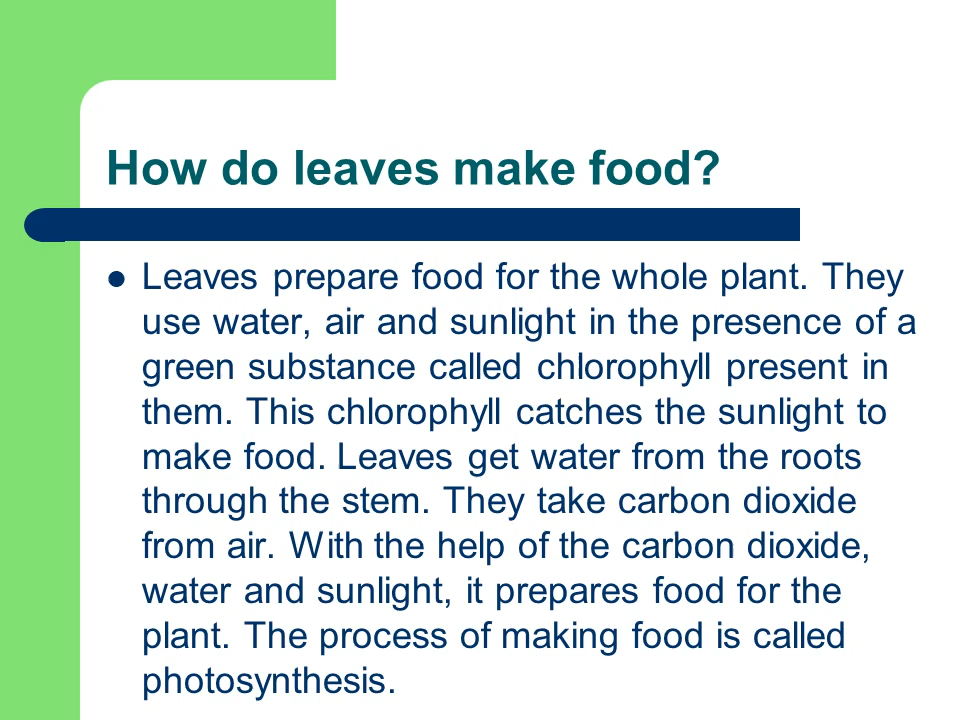 How do leaves make food?
● Leaves prepare food for the whole plant. They
use water, air and sunlight in the presence of a
green substance called chlorophyll present in
them. This chlorophyll catches the sunlight to
make food. Leaves get water from the roots
through the stem. They take carbon dioxide
from air. With the help of the carbon dioxide,
water and sunlight, it prepares food for the
plant. The process of making food is called
photosynthesis.